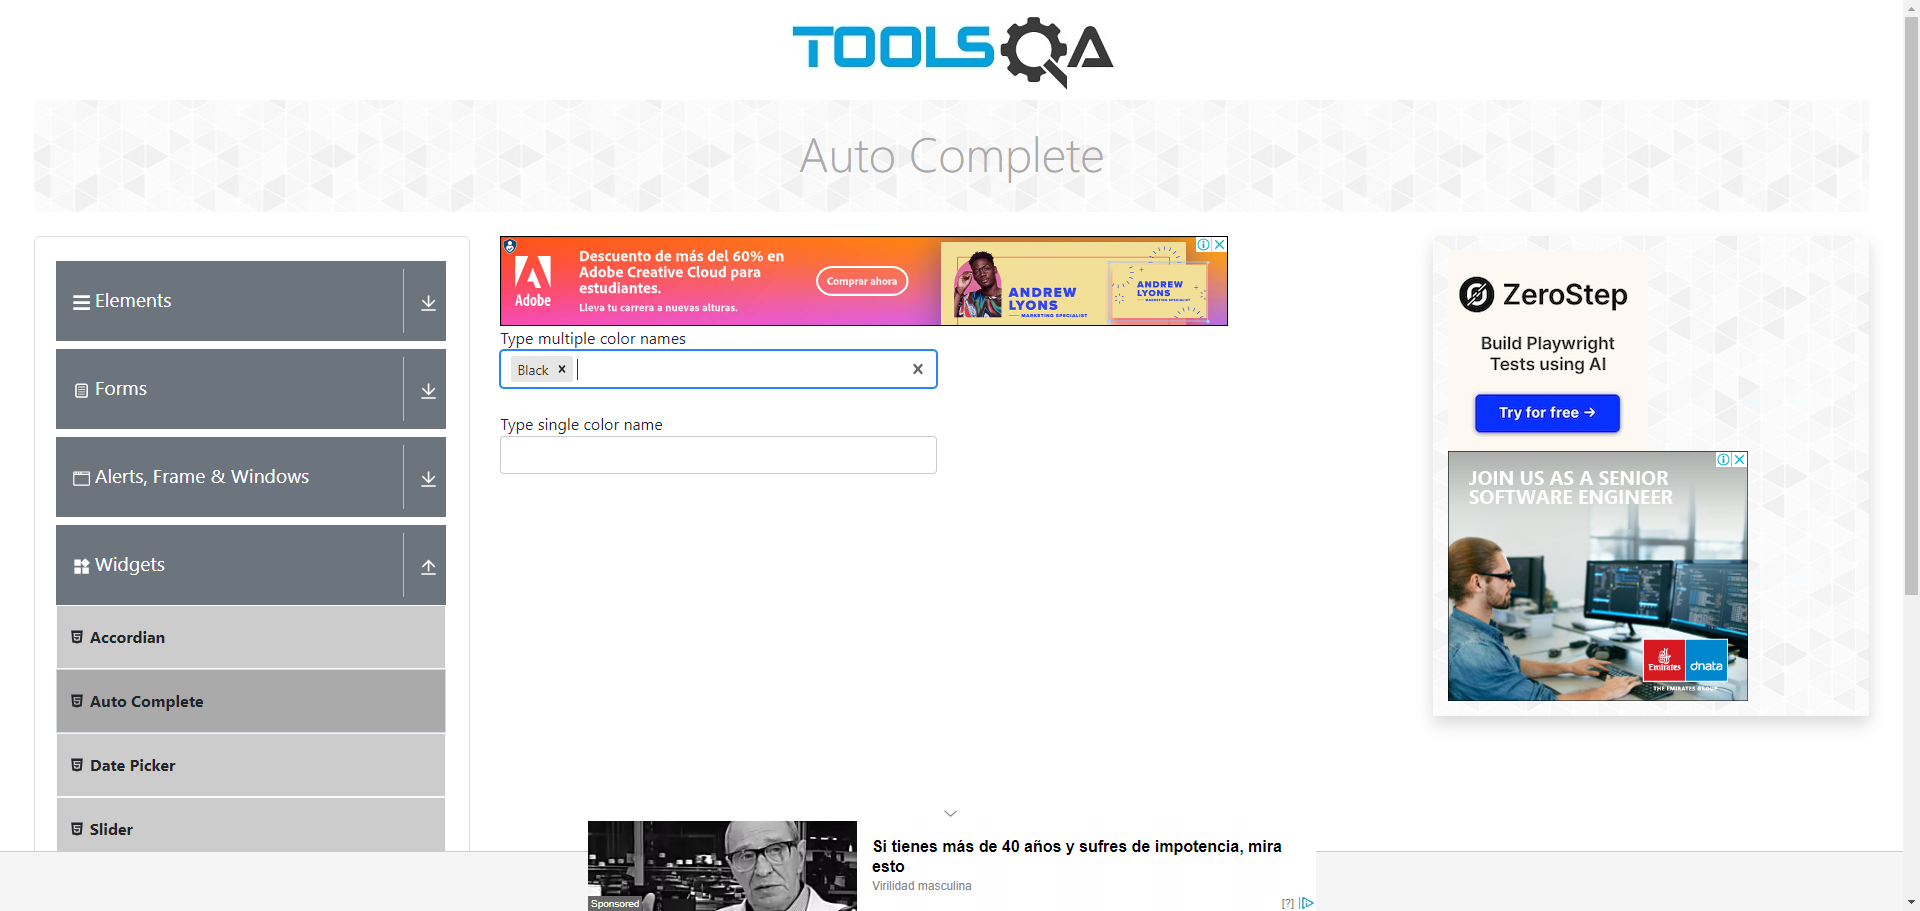 TOOLSQA
Auto Complete
Elements
Forms
Alerts, Frame & Windows
Widgets
Accordian
Auto Complete
Date Picker
Slider
Adobe
Descuento de más del 60% en
Adobe Creative Cloud para
estudiantes.
Lleva tu carrera a nuevas alturas.
Comprar ahora
ANDREW
LYONS
MARKETING SPECIALIST
ANDREW
LYONS
MARKETING SPECIALIST
Type multiple color names
Black
Type single color name
ZeroStep
Build Playwright
Tests using AI
Try for free →
JOIN US AS A SENIOR
SOFTWARE ENGINEER
Emirates
dnata
THE EMIRATES GROUP
Si tienes más de 40 años y sufres de impotencia, mira
esto
Virilidad masculina
Sponsored
[?]